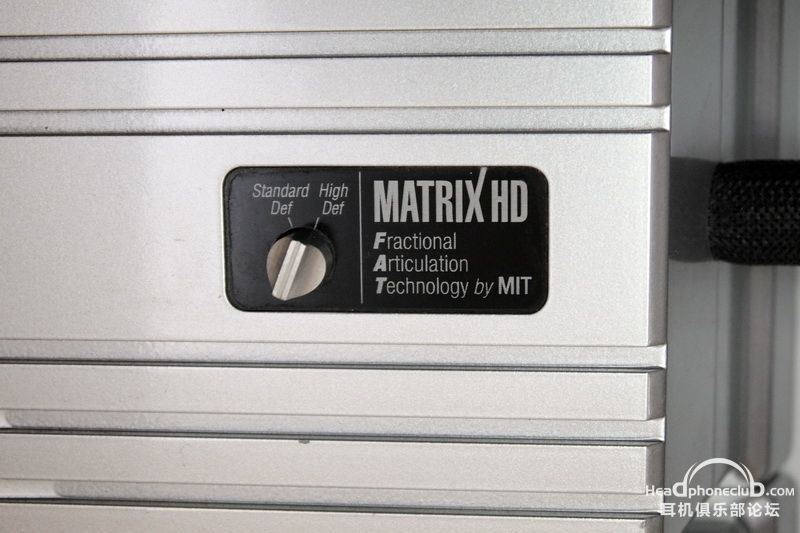 Standard High
Def Def
MATRIX HD
Fractional
Articulation
Technology by MIT
HeadphonecluD.com
耳机俱乐部论坛